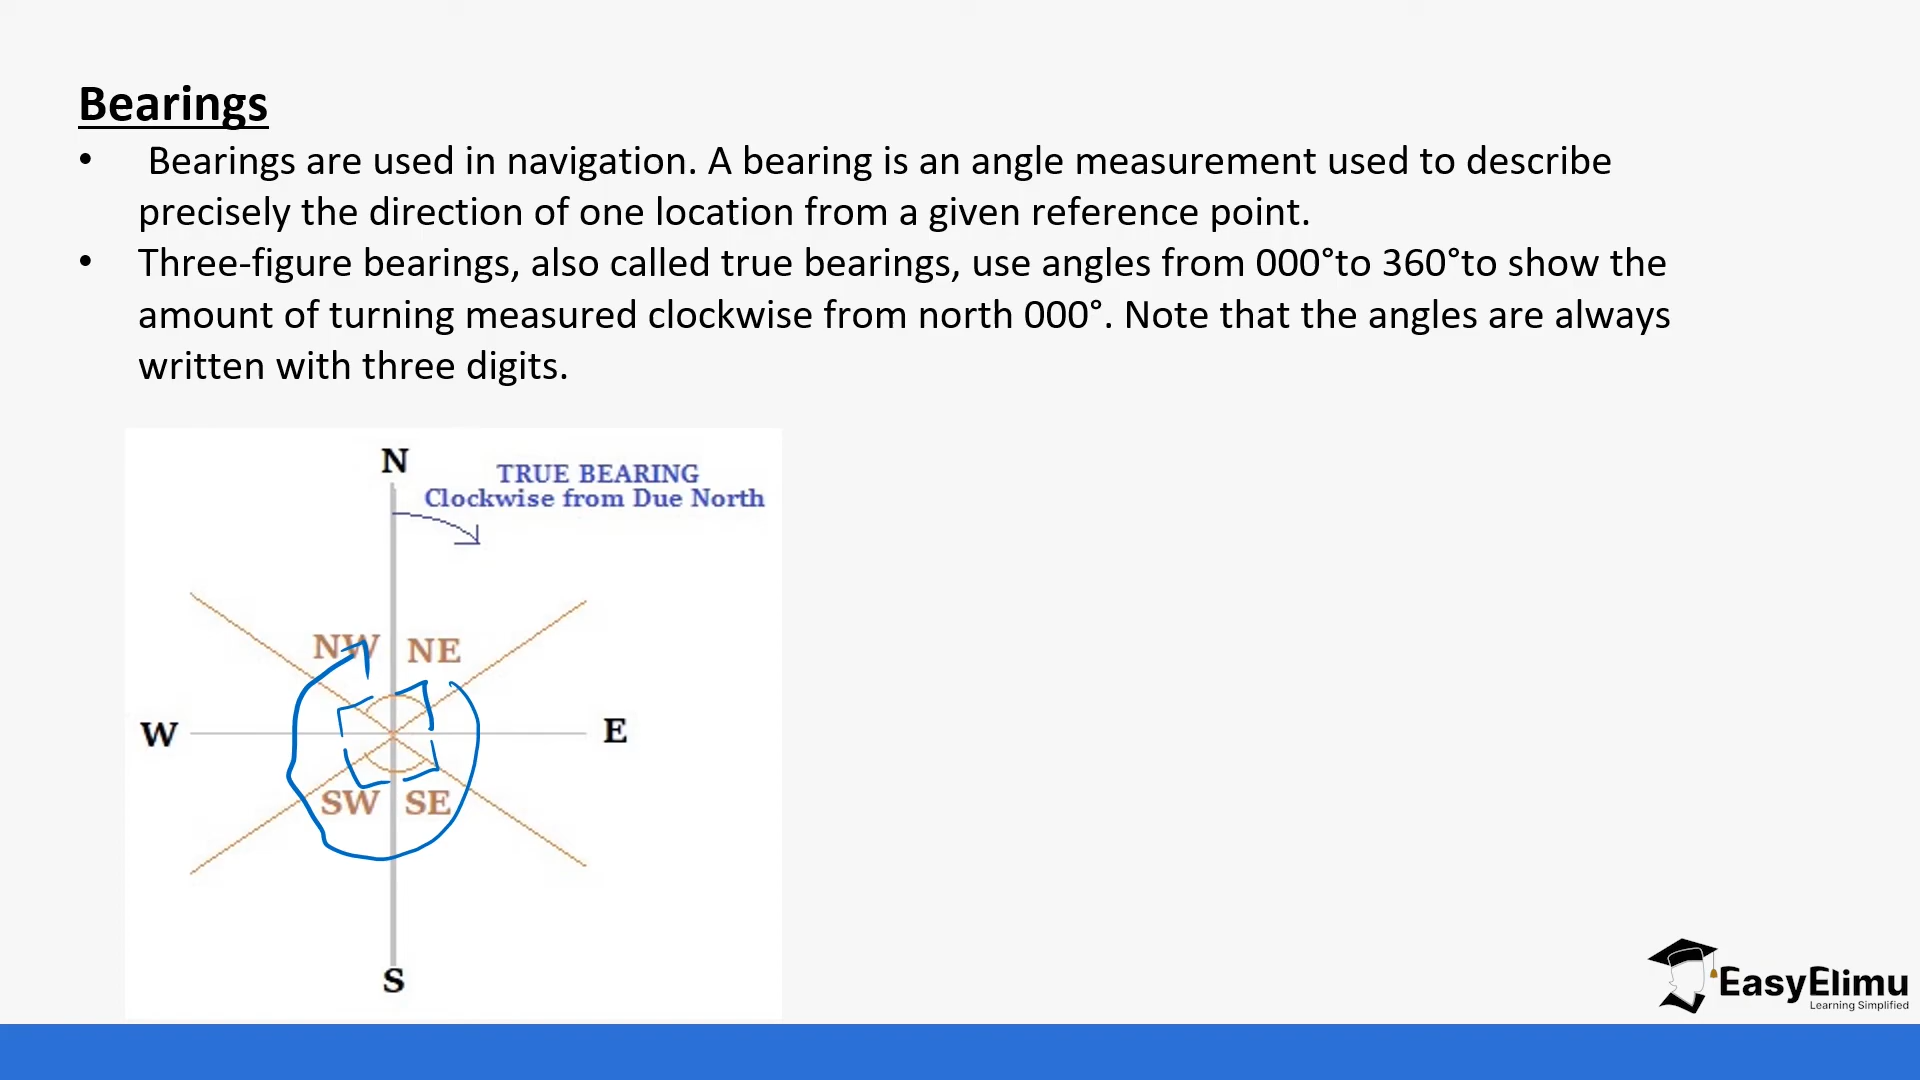 Bearings
• Bearings are used in navigation. A bearing is an angle measurement used to describe
precisely the direction of one location from a given reference point.
• Three-figure bearings, also called true bearings, use angles from 000°to 360°to show the
amount of turning measured clockwise from north 000°. Note that the angles are always
written with three digits.
N
TRUE BEARING
Clockwise from Due North
NW NE
W E
SW SE
S
EasyElimu
Learning Simplified